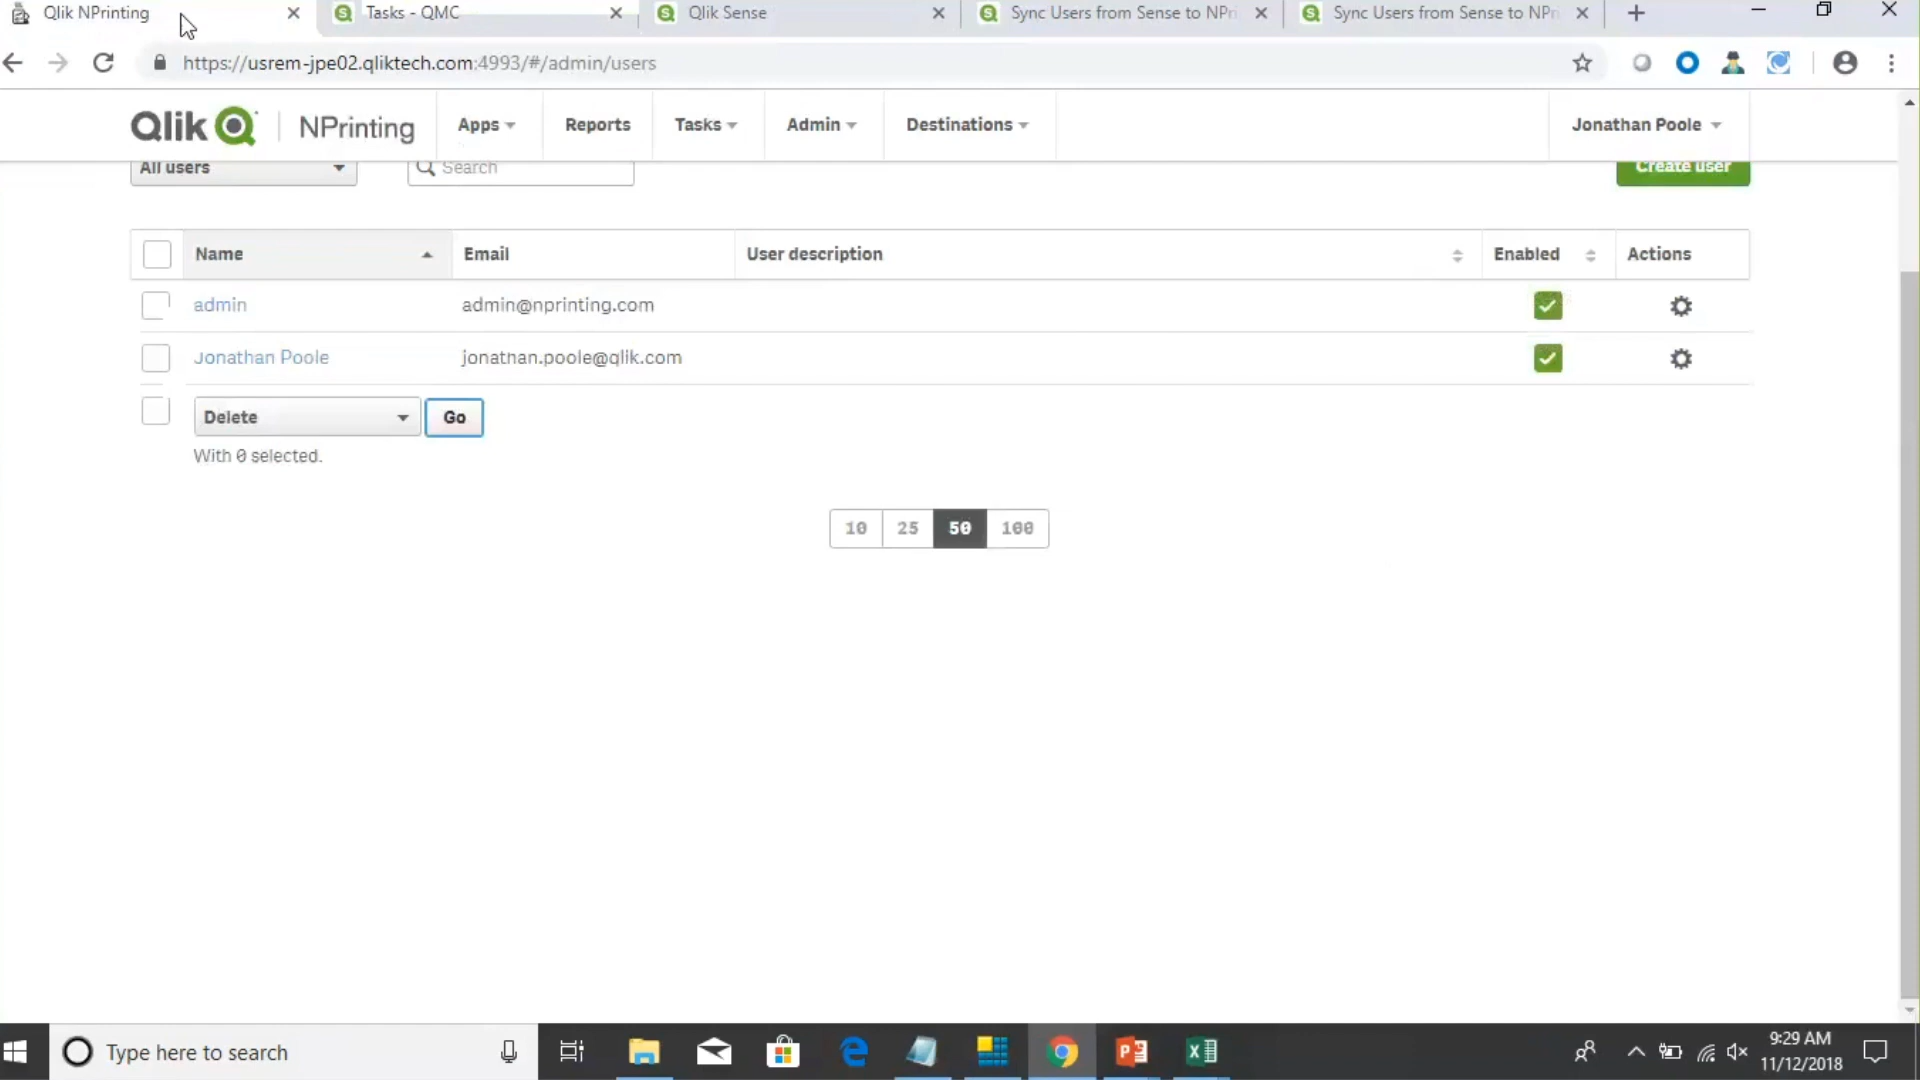 Qlik NPrinting
Tasks - QMC
Qlik Sense
Sync Users from Sense to NPri
Sync Users from Sense to NPri
https://usrem-jpe02.qliktech.com:4993/#/admin/users
Qlik NPrinting
Apps
Reports
Tasks
Admin
Destinations
Jonathan Poole
All users
Search
Create user
Name
Email
User description
Enabled
Actions
admin
admin@nprinting.com
Jonathan Poole
jonathan.poole@qlik.com
Delete
Go
With 0 selected.
10 25 50 100
Type here to search
9:29 AM
11/12/2018